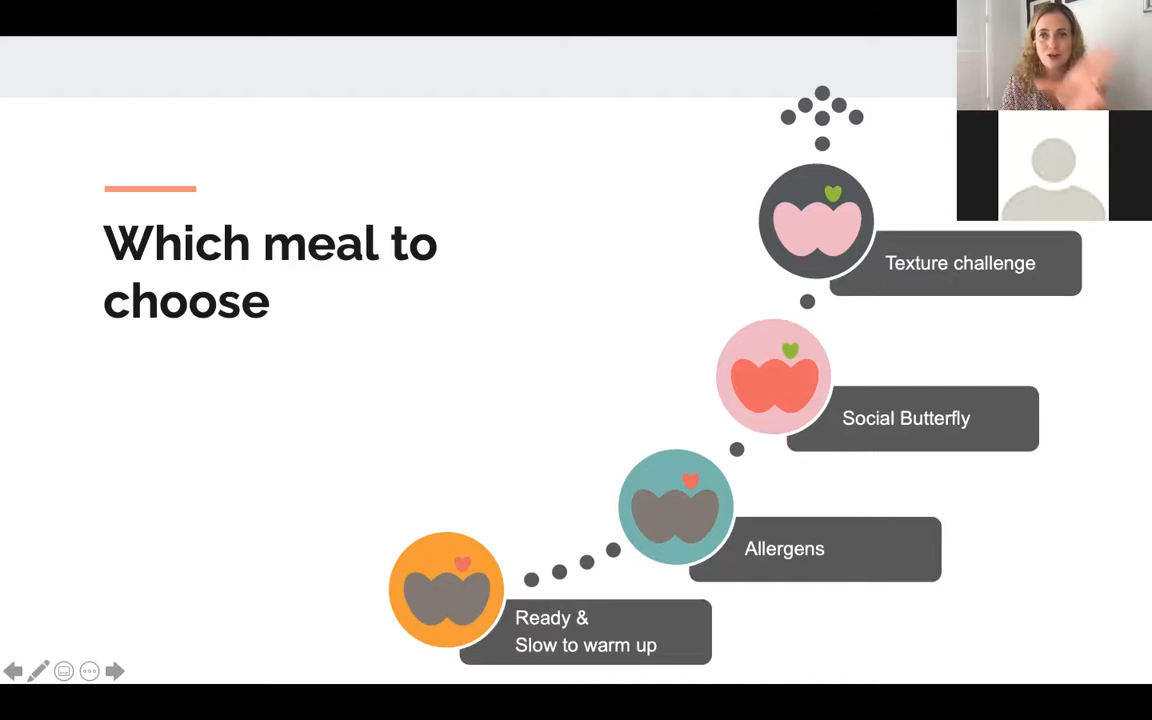 Which meal to
choose
Texture challenge
Social Butterfly
Allergens
Ready &
Slow to warm up